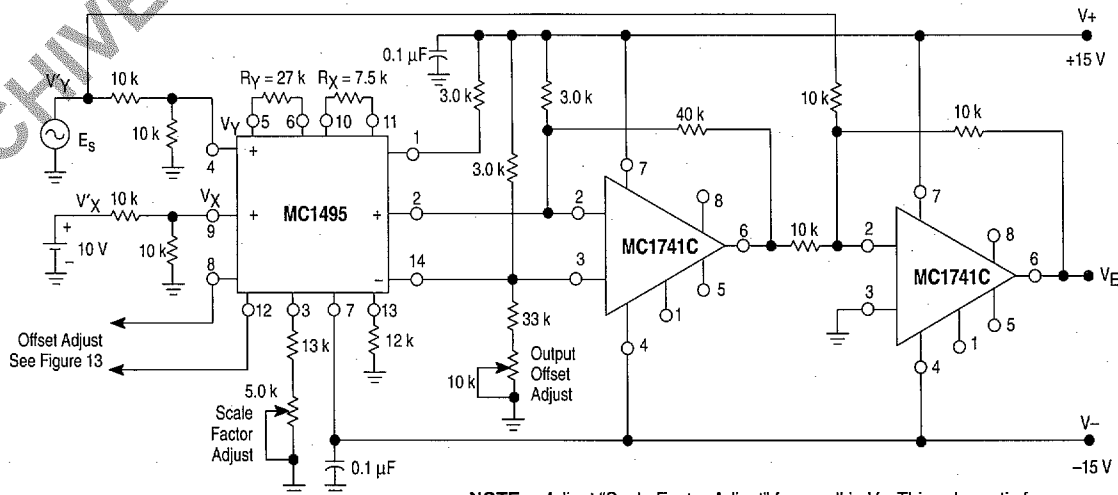 CHIVE
V'Y
10 k
10 k
ES
VY
4
+
RY = 27 k
5
6
RX = 7.5 k
10
11
1
V'X
10 k
VX
9
10 k
+
10 V
–
8
+
MC1495
+
–
2
14
Offset Adjust
See Figure 13
12
3
7
13
13 k
12 k
5.0 k
Scale
Factor
Adjust
0.1 µF
0.1 µF
3.0 k
3.0 k
3.0 k
40 k
33 k
10 k
Output
Offset
Adjust
7
2
3
MC1741C
8
6
5
1
4
10 k
10 k
10 k
7
2
3
MC1741C
8
6
5
1
4
VE
V+
+15 V
V–
–15 V